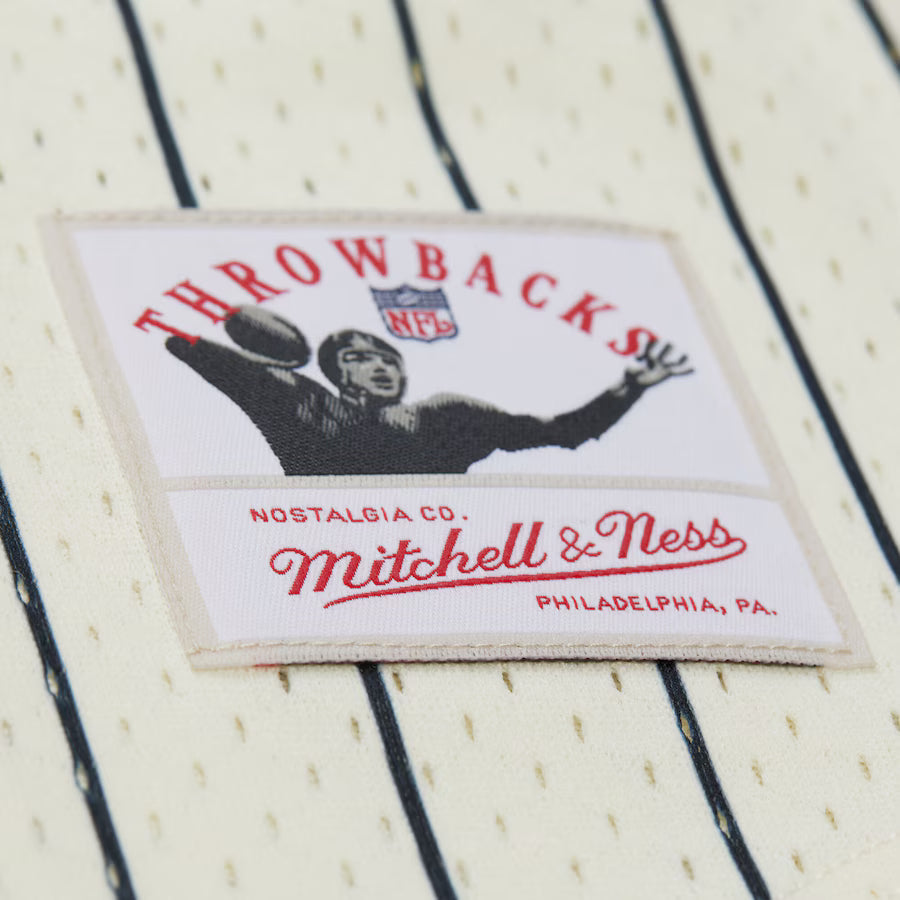 THROWBACKS
NFL
NOSTALGIA CO.
Mitchell & Ness
PHILADELPHIA, PA.